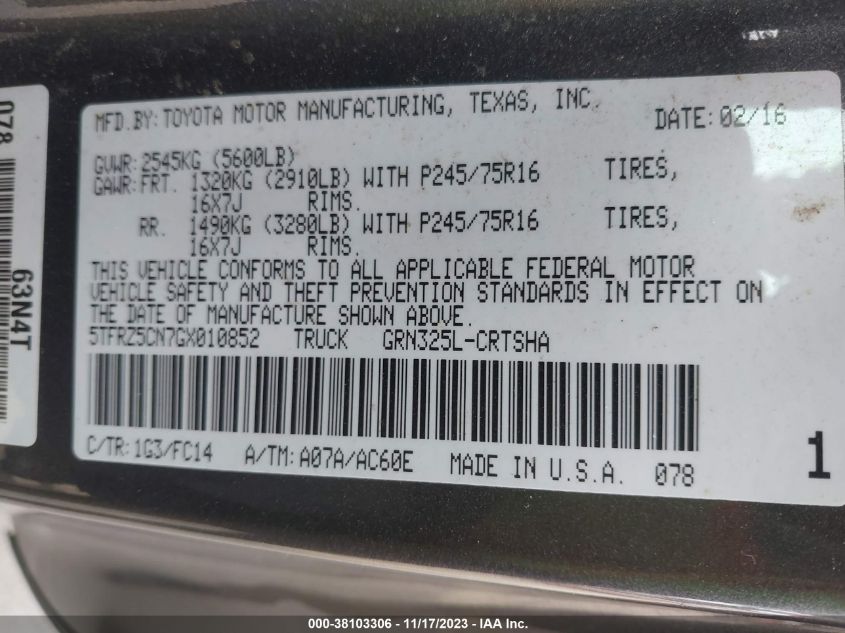 MFD.BY: TOYOTA MOTOR MANUFACTURING, TEXAS, INC. DATE: 02/16
GVWR: 2545KG (5600LB)
GAWR: FRT. 1320KG (2910LB) WITH P245/75R16 TIRES,
16X7J RIMS.
RR. 1490KG (3280LB) WITH P245/75R16 TIRES,
16X7J RIMS.
THIS VEHICLE CONFORMS TO ALL APPLICABLE FEDERAL MOTOR
VEHICLE SAFETY AND THEFT PREVENTION STANDARDS IN EFFECT ON
THE DATE OF MANUFACTURE SHOWN ABOVE.
5TFRZ5CN7GX010852 TRUCK GRN325L-CRTSHA
C/TR: 1G3/FC14 A/TM: A07A/AC60E MADE IN U.S.A. 078
1
078
63N4T
000-38103306 - 11/17/2023 - IAA Inc.